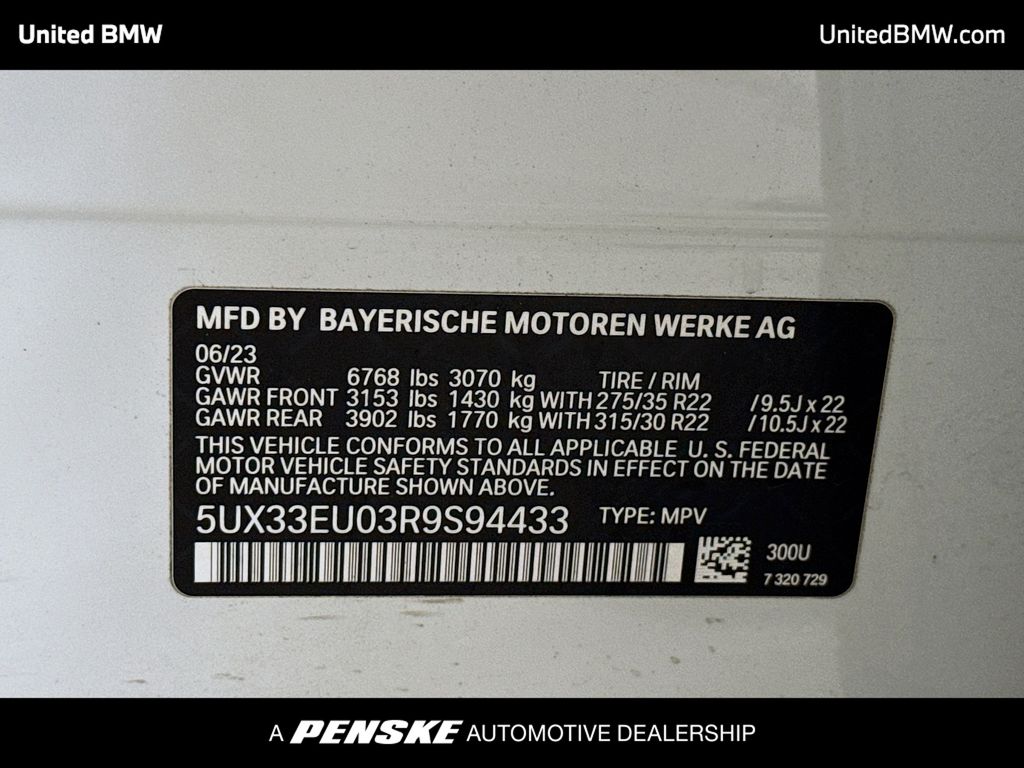 United BMW
UnitedBMW.com
MFD BY BAYERISCHE MOTOREN WERKE AG
06/23
GVWR 6768 lbs 3070 kg TIRE / RIM
GAWR FRONT 3153 lbs 1430 kg WITH 275/35 R22 /9.5J x 22
GAWR REAR 3902 lbs 1770 kg WITH 315/30 R22 /10.5J x 22
THIS VEHICLE CONFORMS TO ALL APPLICABLE U. S. FEDERAL
MOTOR VEHICLE SAFETY STANDARDS IN EFFECT ON THE DATE
OF MANUFACTURE SHOWN ABOVE.
5UX33EU03R9S94433 TYPE: MPV
300U
7 320 729
A PENSKE AUTOMOTIVE DEALERSHIP